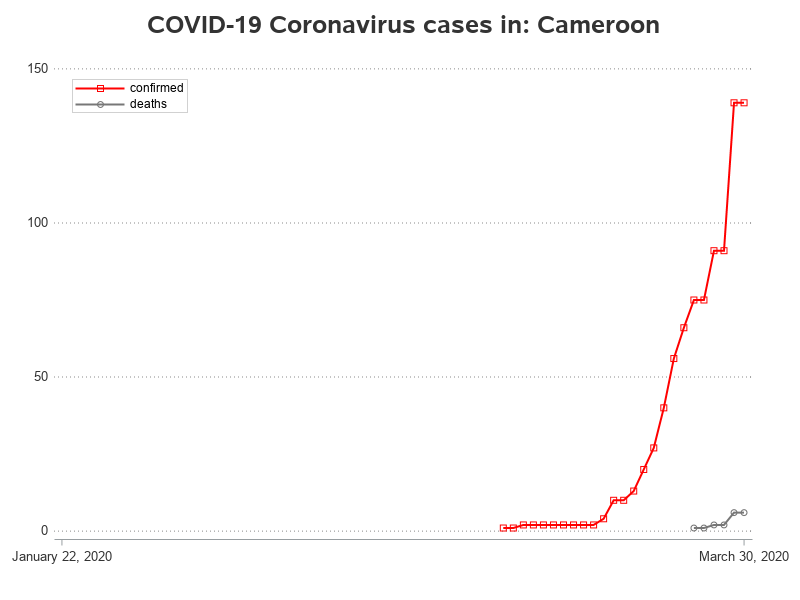 COVID-19 Coronavirus cases in: Cameroon
150
confirmed
deaths
100
50
0
January 22, 2020
March 30, 2020